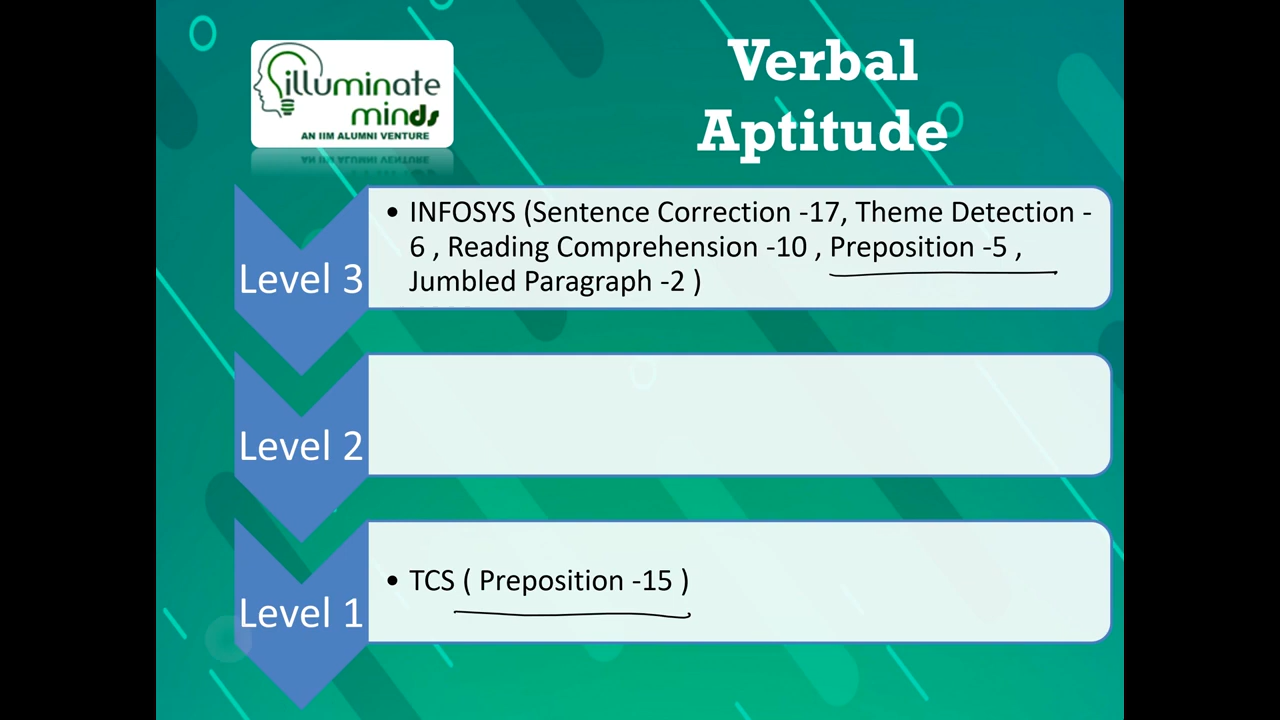 illuminate
minds
AN IIM ALUMNI VENTURE
Verbal
Aptitude
Level 3
• INFOSYS (Sentence Correction -17, Theme Detection -
6 , Reading Comprehension -10 , Preposition -5 ,
Jumbled Paragraph -2 )
Level 2
Level 1
• TCS ( Preposition -15 )